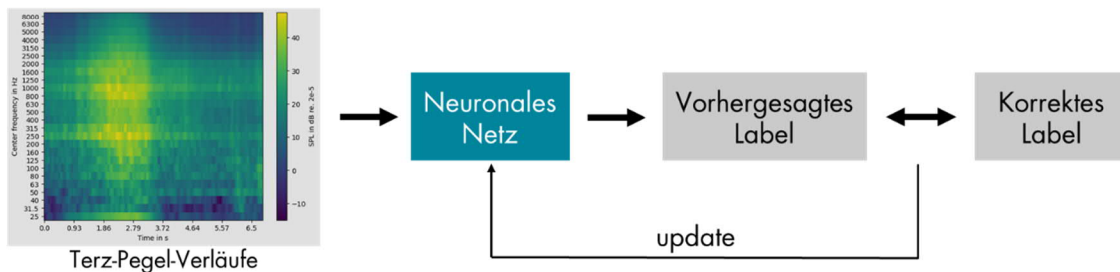 8000
6300
5000
4000
3150
2500
2000
1600
1250
1000
800
630
500
400
315
250
200
160
125
100
80
63
50
40
31.5
25
Center frequency in Hz
0.0 0.93 1.86 2.79 3.72 4.64 5.57 6.5
Time in s
40
30
20
10
0
−10
SPL in dB re. 2e-5
Terz-Pegel-Verläufe
Neuronales
Netz
Vorhergesagtes
Label
Korrektes
Label
update